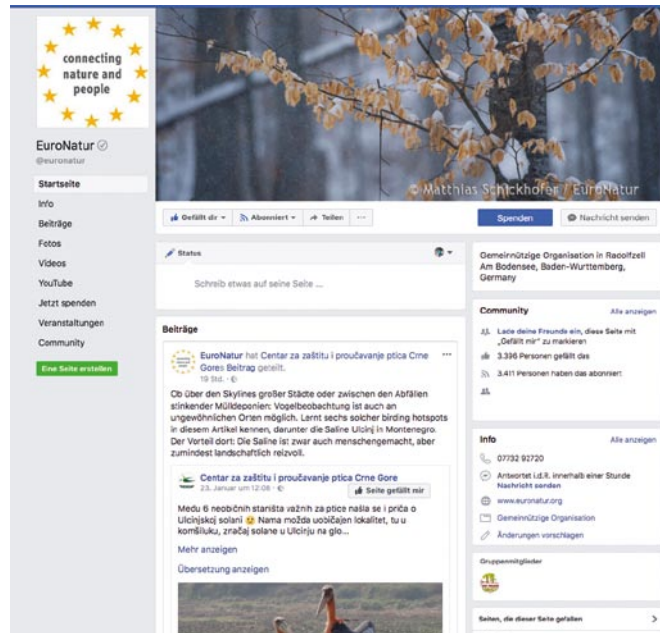 connecting
nature and
people
EuroNatur
@euronatur
Startseite
Info
Beiträge
Fotos
Videos
YouTube
Jetzt spenden
Veranstaltungen
Community
Eine Seite erstellen
© Matthias Schickhofer / EuroNatur
Gefällt dir
Abonniert
Teilen
Spenden
Nachricht senden
Status
Schreib etwas auf seine Seite ...
Beiträge
EuroNatur hat Centar za zaštitu i proučavanje ptica Crne
Gores Beitrag geteilt.
19 Std.
Ob über den Skylines großer Städte oder zwischen den Abfällen
stinkender Mülldeponien: Vogelbeobachtung ist auch an
ungewöhnlichen Orten möglich. Lernt sechs solcher birding hotspots
in diesem Artikel kennen, darunter die Saline Ulcinj in Montenegro.
Der Vorteil dort: Die Saline ist zwar auch menschengemacht, aber
zumindest landschaftlich reizvoll.
Centar za zaštitu i proučavanje ptica Crne Gore
23. Januar um 12:08
Seite gefällt mir
Među 6 neobičnih staništa važnih za ptice našla se i priča o
Ulcinjskoj solani 😉 Nama možda uobičajen lokalitet, tu u
komšiluku, značaj solane u Ulcinju na glo...
Mehr anzeigen
Übersetzung anzeigen
Gemeinnützige Organisation in Radolfzell
Am Bodensee, Baden-Wurttemberg,
Germany
Community
Alle anzeigen
Lade deine Freunde ein, diese Seite mit
„Gefällt mir“ zu markieren
3.396 Personen gefällt das
3.411 Personen haben das abonniert
Info
Alle anzeigen
07732 92720
Antwortet i.d.R. innerhalb einer Stunde
Nachricht senden
www.euronatur.org
Gemeinnützige Organisation
Änderungen vorschlagen
Gruppenmitglieder
Seiten, die dieser Seite gefallen